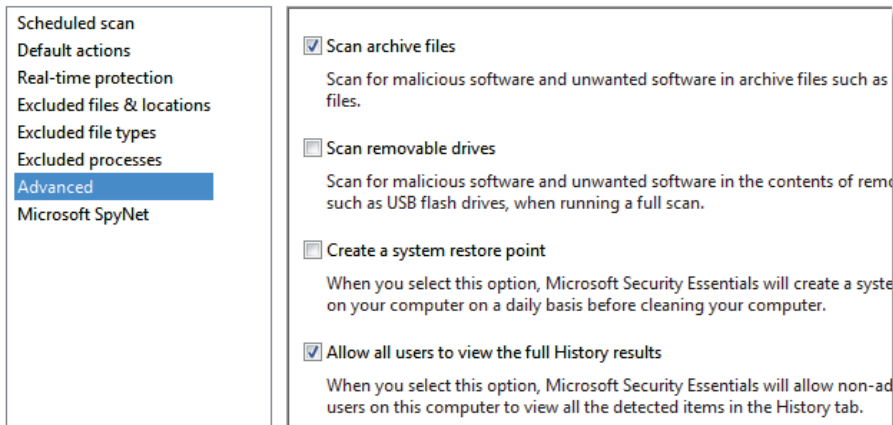 Scheduled scan
Default actions
Real-time protection
Excluded files & locations
Excluded file types
Excluded processes
Advanced
Microsoft SpyNet
Scan archive files
Scan for malicious software and unwanted software in archive files such as
files.
Scan removable drives
Scan for malicious software and unwanted software in the contents of remo
such as USB flash drives, when running a full scan.
Create a system restore point
When you select this option, Microsoft Security Essentials will create a syste
on your computer on a daily basis before cleaning your computer.
Allow all users to view the full History results
When you select this option, Microsoft Security Essentials will allow non-ad
users on this computer to view all the detected items in the History tab.